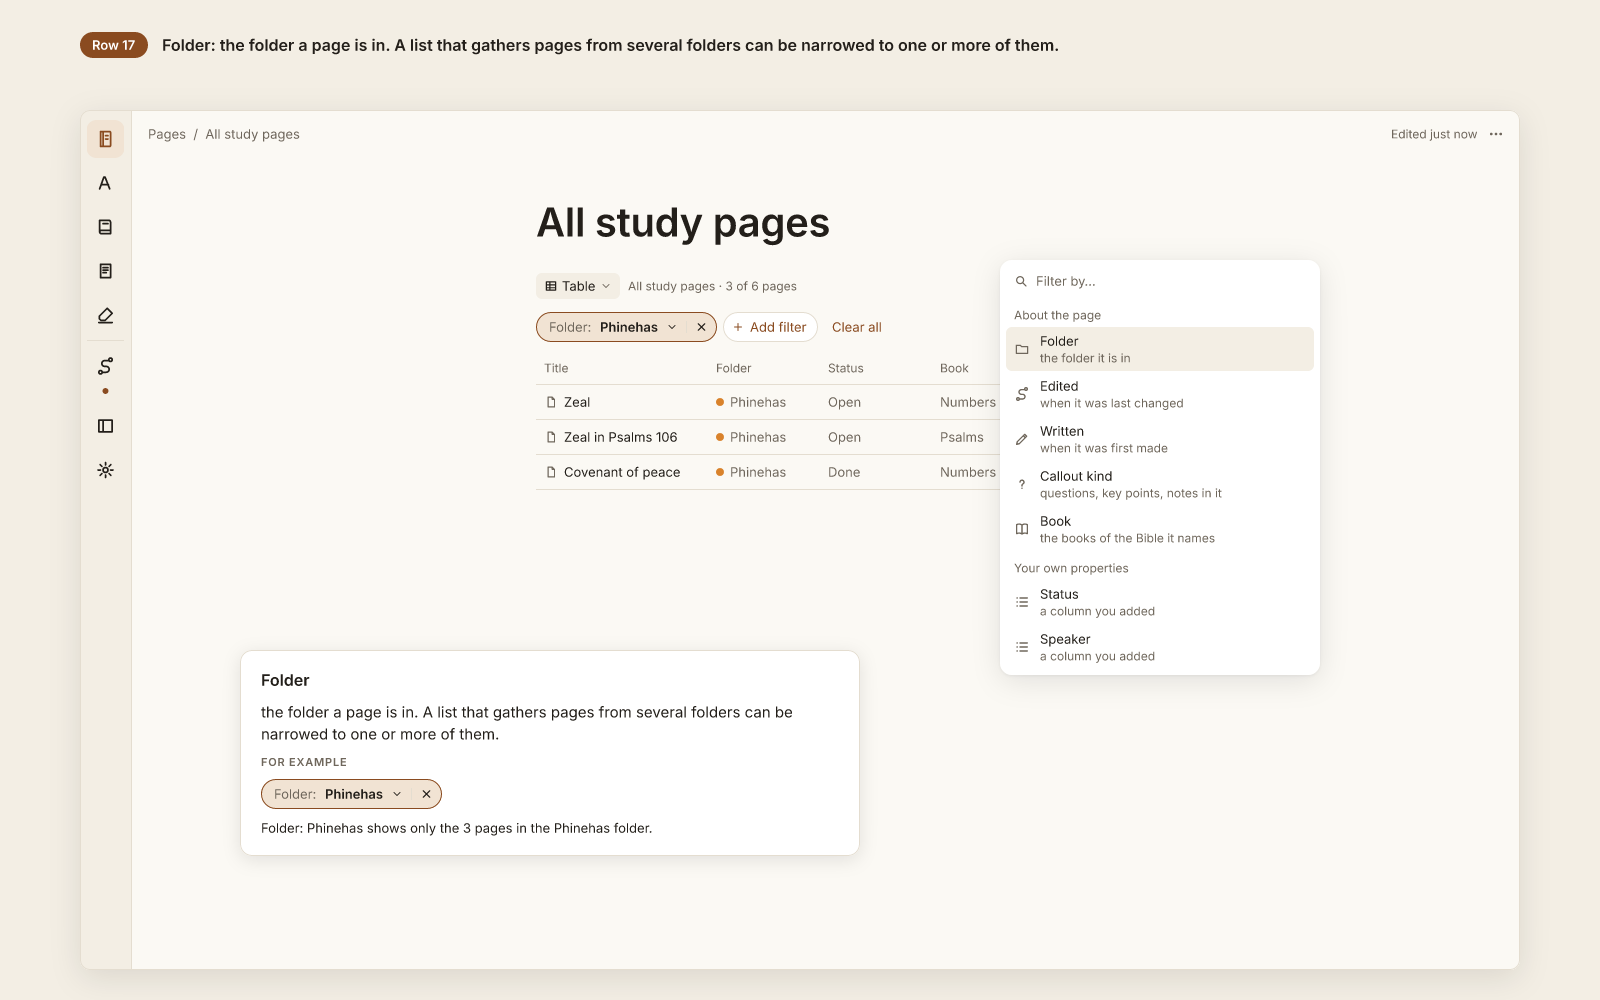 Row 17
Folder: the folder a page is in. A list that gathers pages from several folders can be narrowed to one or more of them.
Pages / All study pages
Edited just now
All study pages
Table
All study pages · 3 of 6 pages
Folder: Phinehas
+ Add filter
Clear all
Title Folder Status Book
Zeal Phinehas Open Numbers
Zeal in Psalms 106 Phinehas Open Psalms
Covenant of peace Phinehas Done Numbers
Filter by...
About the page
Folder
the folder it is in
Edited
when it was last changed
Written
when it was first made
Callout kind
questions, key points, notes in it
Book
the books of the Bible it names
Your own properties
Status
a column you added
Speaker
a column you added
Folder
the folder a page is in. A list that gathers pages from several folders can be
narrowed to one or more of them.
FOR EXAMPLE
Folder: Phinehas
Folder: Phinehas shows only the 3 pages in the Phinehas folder.